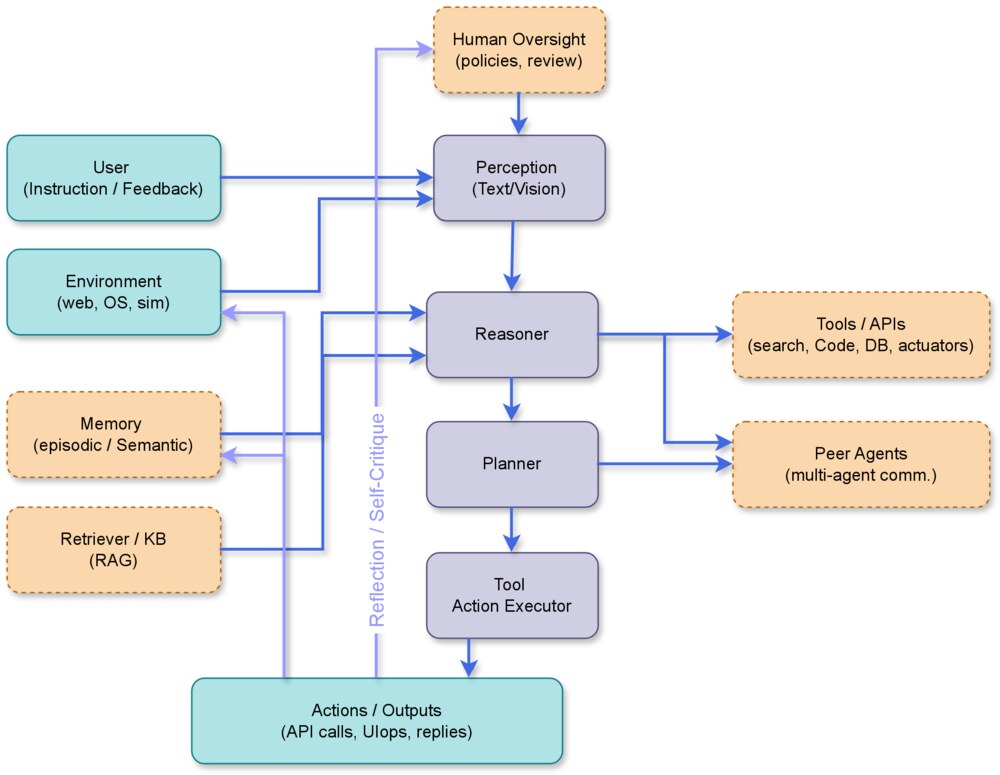 Human Oversight
(policies, review)
User
(Instruction / Feedback)
Perception
(Text/Vision)
Environment
(web, OS, sim)
Reasoner
Tools / APIs
(search, Code, DB, actuators)
Memory
(episodic / Semantic)
Planner
Peer Agents
(multi-agent comm.)
Retriever / KB
(RAG)
Reflection / Self-Critique
Tool
Action Executor
Actions / Outputs
(API calls, UIops, replies)